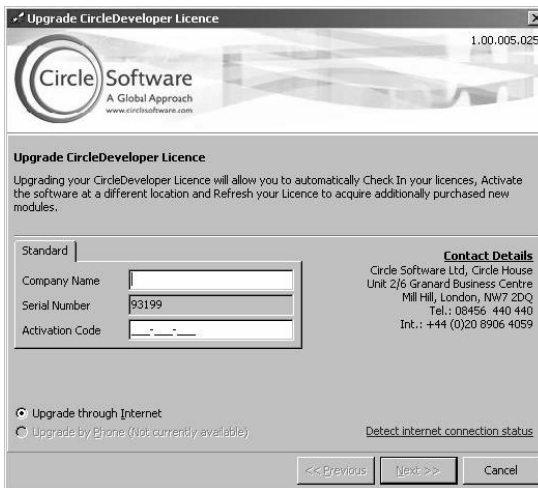 Upgrade CircleDeveloper Licence
1.00.005.025
Circle Software
A Global Approach
www.circlesoftware.com
Upgrade CircleDeveloper Licence
Upgrading your CircleDeveloper Licence will allow you to automatically Check In your licences, Activate
the software at a different location and Refresh your Licence to acquire additionally purchased new
modules.
Standard
Company Name
Serial Number 93199
Activation Code ___-___-___
Contact Details
Circle Software Ltd, Circle House
Unit 2/6 Granard Business Centre
Mill Hill, London, NW7 2DQ
Tel.: 08456 440 440
Int.: +44 (0)20 8906 4059
Upgrade through Internet
Upgrade by Phone (Not currently available)
Detect internet connection status
<< Previous
Next >>
Cancel